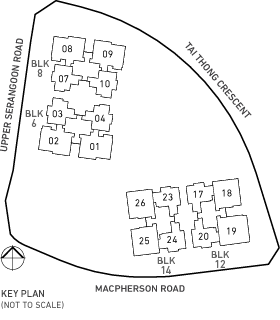 UPPER SERANGOON ROAD
TAI THONG CRESCENT
08
09
BLK
8
07
10
BLK
6
03
04
02
01
26
23
17
18
25
24
20
19
BLK
14
BLK
12
MACPHERSON ROAD
KEY PLAN
(NOT TO SCALE)